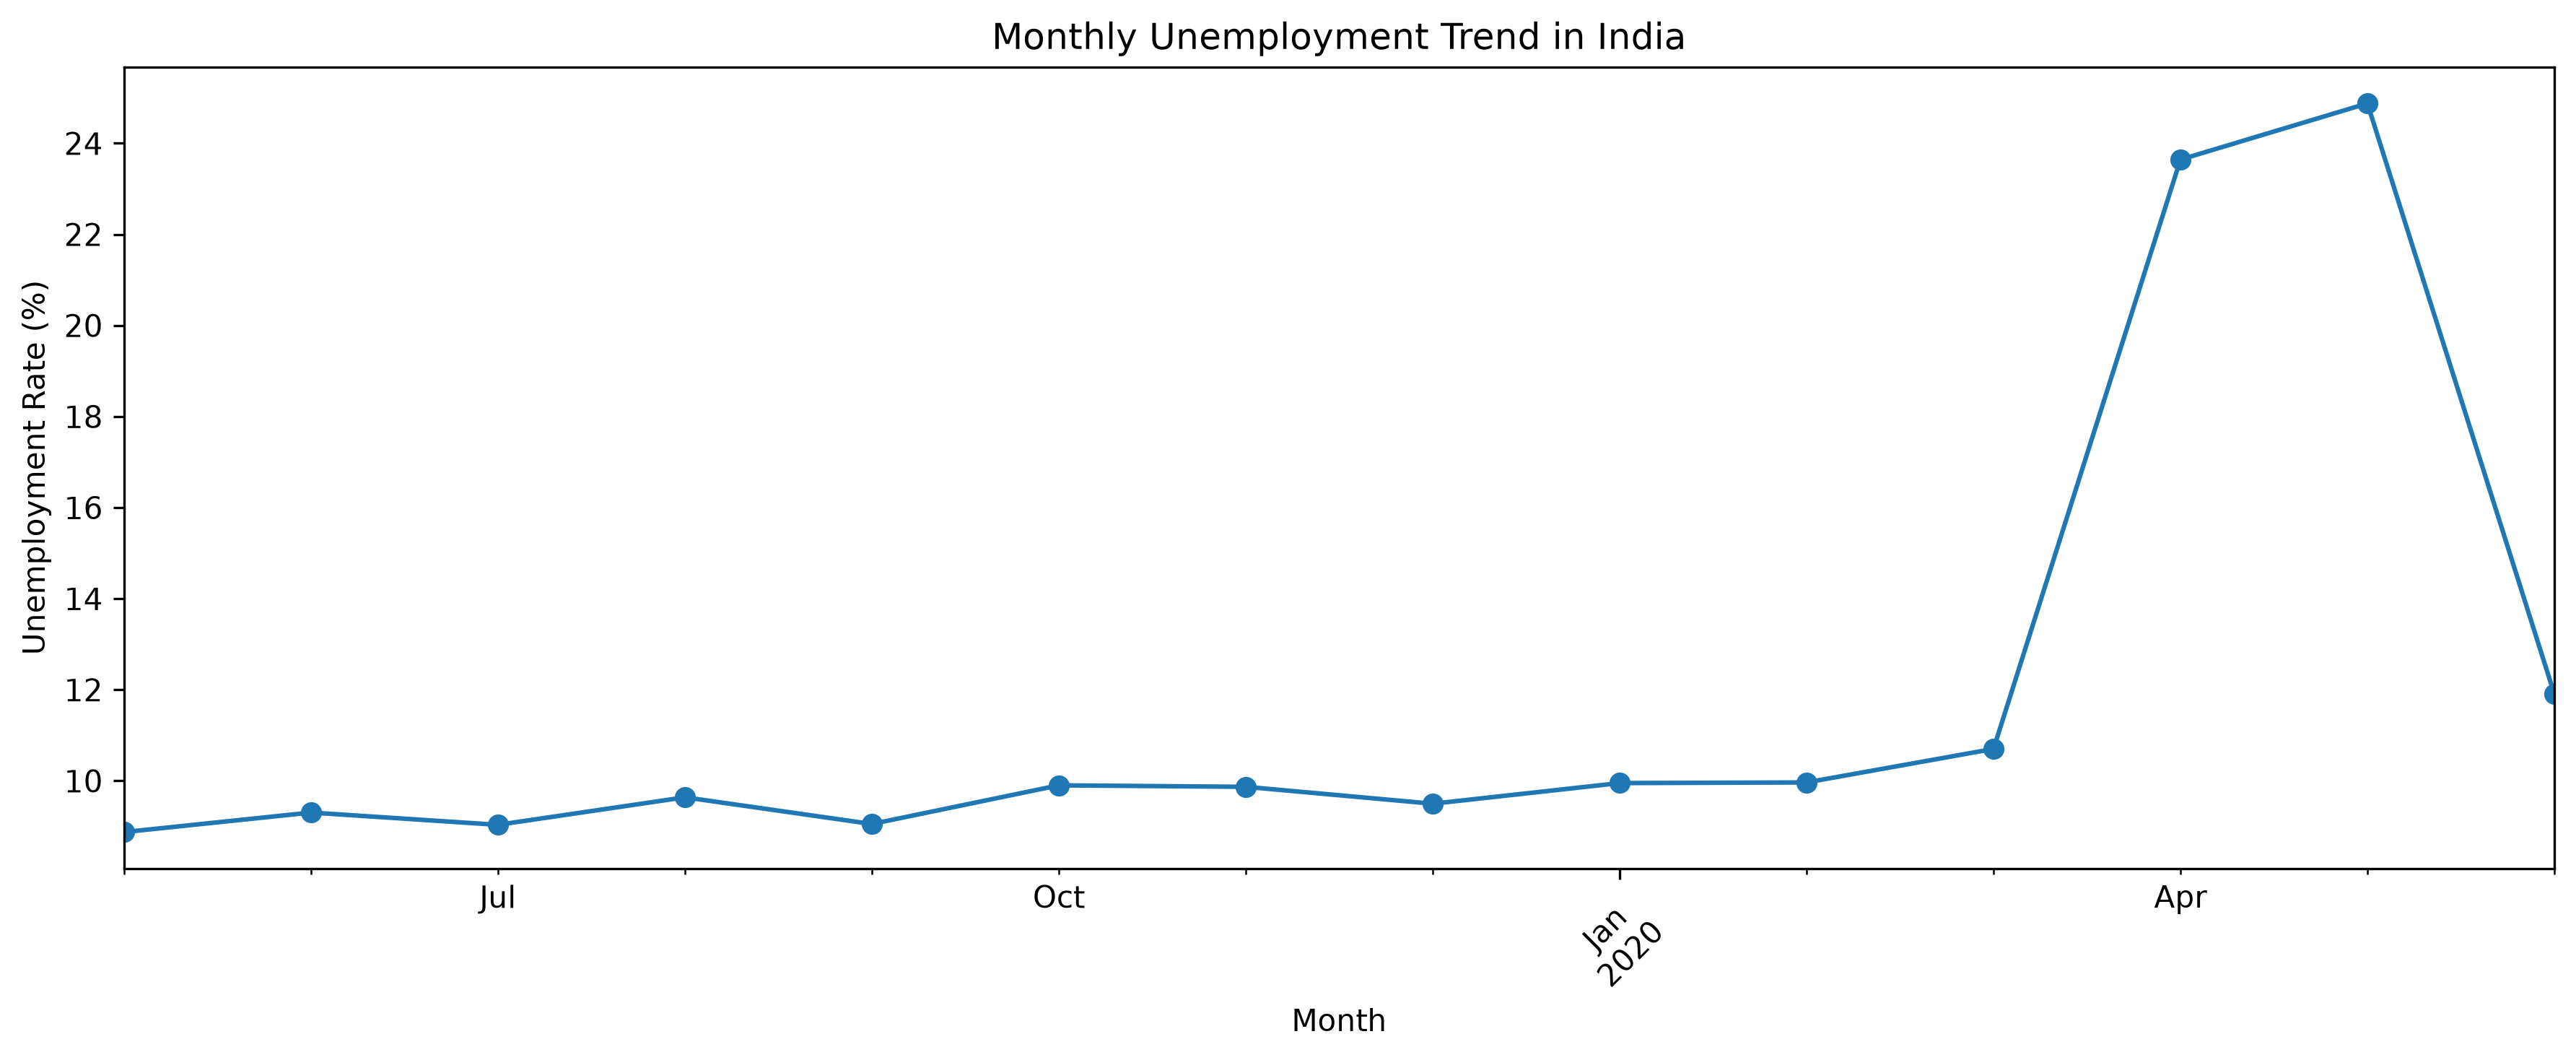 Monthly Unemployment Trend in India
Unemployment Rate (%)
24
22
20
18
16
14
12
10
Jul
Oct
Jan
2020
Apr
Month